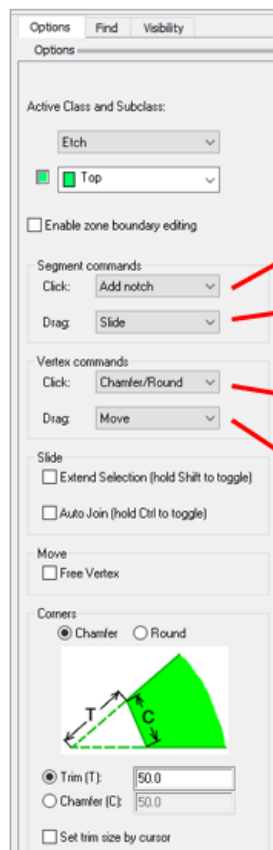 Options Find Visibility
Options
Active Class and Subclass:
Etch
Top
Enable zone boundary editing
Segment commands
Click: Add notch
Drag: Slide
Vertex commands
Click: Chamfer/Round
Drag: Move
Slide
Extend Selection (hold Shift to toggle)
Auto Join (hold Ctrl to toggle)
Move
Free Vertex
Corners
Chamfer Round
T C
Trim (T): 50.0
Chamfer (C): 50.0
Set trim size by cursor